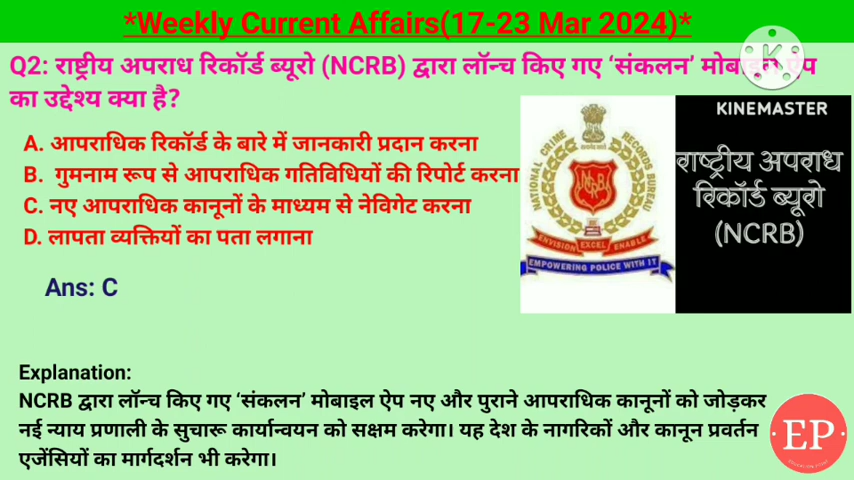 *Weekly Current Affairs(17-23 Mar 2024)*
Q2: राष्ट्रीय अपराध रिकॉर्ड ब्यूरो (NCRB) द्वारा लॉन्च किए गए ‘संकलन’ मोबाइल ऐप
का उद्देश्य क्या है?
A. आपराधिक रिकॉर्ड के बारे में जानकारी प्रदान करना
B. गुमनाम रूप से आपराधिक गतिविधियों की रिपोर्ट करना
C. नए आपराधिक कानूनों के माध्यम से नेविगेट करना
D. लापता व्यक्तियों का पता लगाना
Ans: C
K
KINEMASTER
NATIONAL CRIME RECORDS BUREAU
NCRB
ENVISION EXCEL ENABLE
EMPOWERING POLICE WITH IT
राष्ट्रीय अपराध
रिकॉर्ड ब्यूरो
(NCRB)
Explanation:
NCRB द्वारा लॉन्च किए गए ‘संकलन’ मोबाइल ऐप नए और पुराने आपराधिक कानूनों को जोड़कर
नई न्याय प्रणाली के सुचारू कार्यान्वयन को सक्षम करेगा। यह देश के नागरिकों और कानून प्रवर्तन
एजेंसियों का मार्गदर्शन भी करेगा।
EP